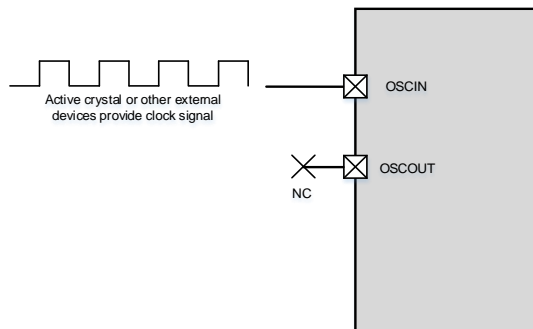 Active crystal or other external
devices provide clock signal
OSCIN
OSCOUT
NC